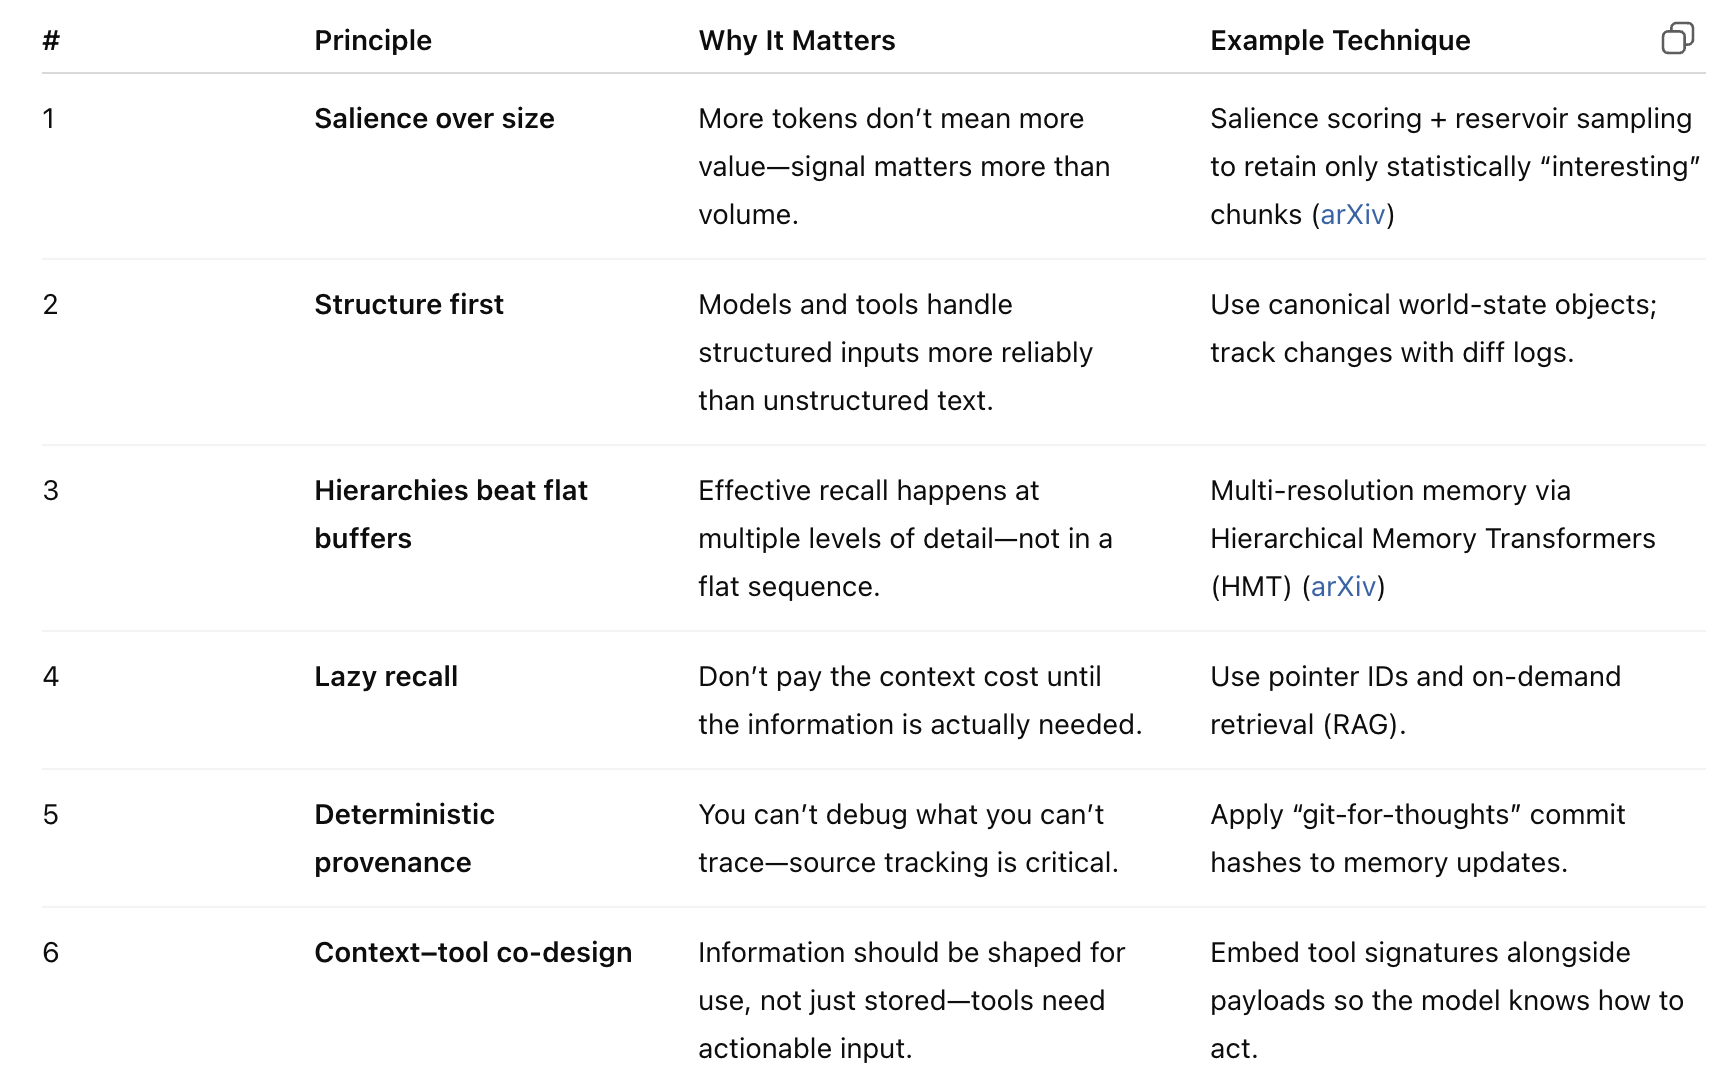 # Principle Why It Matters Example Technique
1 Salience over size More tokens don’t mean more Salience scoring + reservoir sampling
value—signal matters more than to retain only statistically “interesting”
volume. chunks (arXiv)
2 Structure first Models and tools handle Use canonical world-state objects;
structured inputs more reliably track changes with diff logs.
than unstructured text.
3 Hierarchies beat flat Effective recall happens at Multi-resolution memory via
buffers multiple levels of detail—not in a Hierarchical Memory Transformers
flat sequence. (HMT) (arXiv)
4 Lazy recall Don’t pay the context cost until Use pointer IDs and on-demand
the information is actually needed. retrieval (RAG).
5 Deterministic You can’t debug what you can’t Apply “git-for-thoughts” commit
provenance trace—source tracking is critical. hashes to memory updates.
6 Context–tool co-design Information should be shaped for Embed tool signatures alongside
use, not just stored—tools need payloads so the model knows how to
actionable input. act.